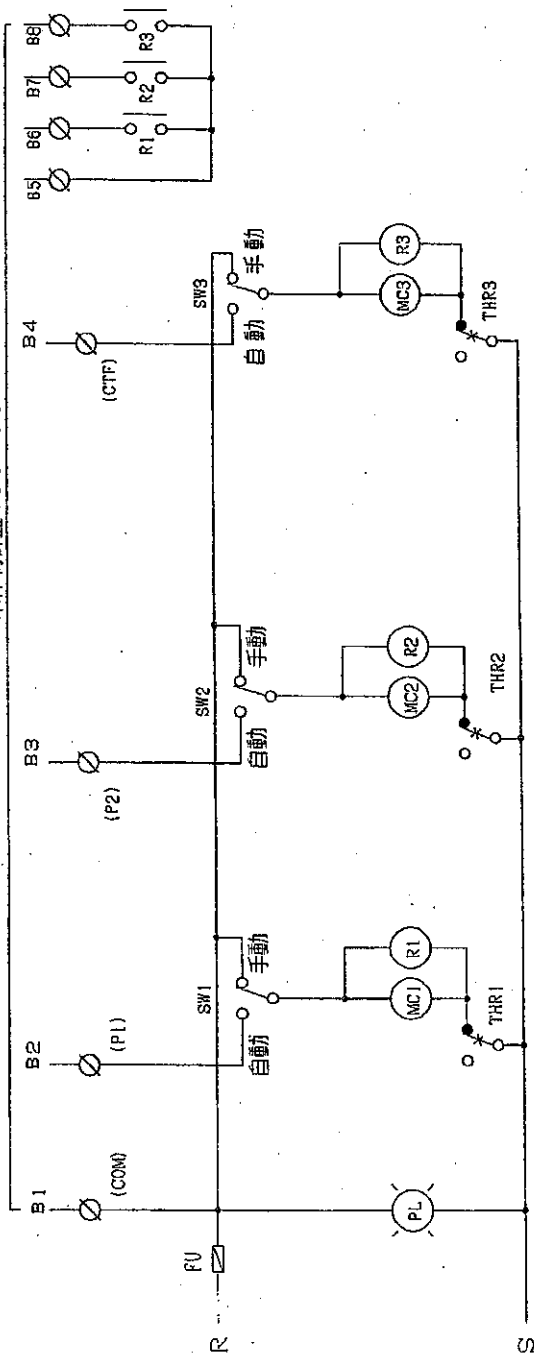 B1
B2
B3
B4
B5
B6
B7
B8
(COM)
(P1)
(P2)
(CTF)
R1
R2
R3
R
FU
SW1
自動
手動
SW2
自動
手動
SW3
自動
手動
PL
MC1
R1
MC2
R2
MC3
R3
THR1
THR2
THR3
S